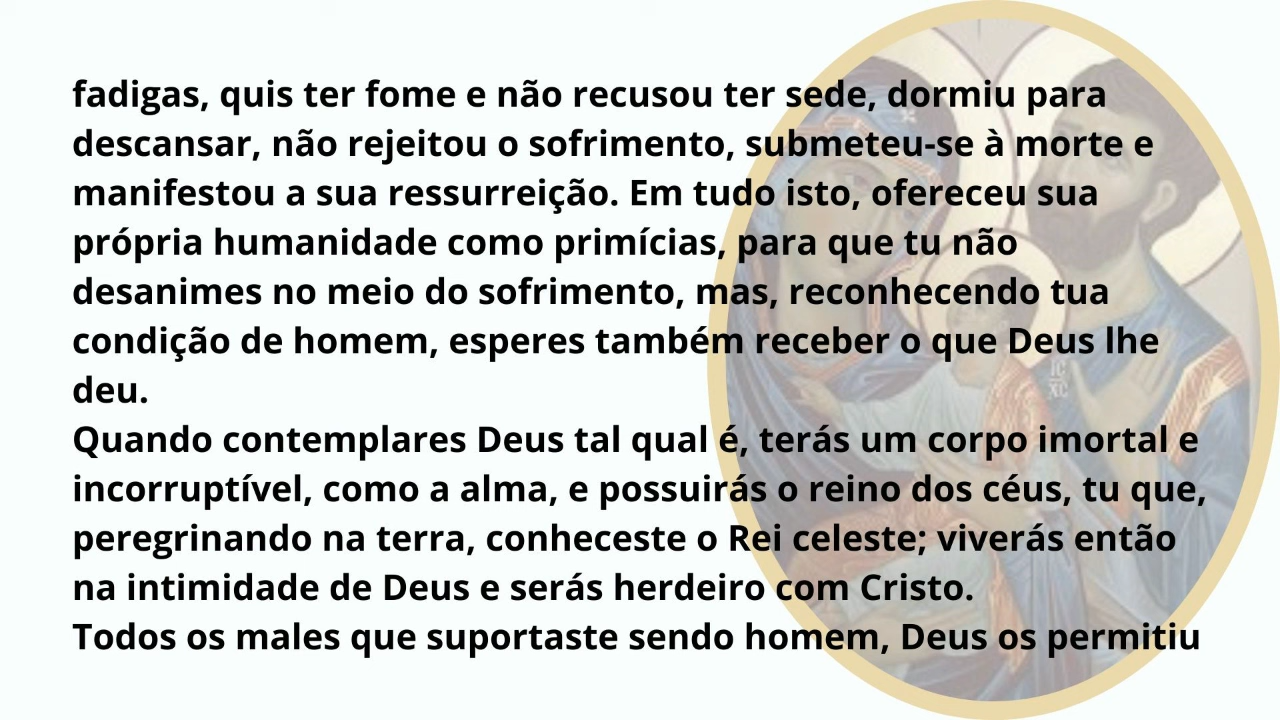 fadigas, quis ter fome e não recusou ter sede, dormiu para
descansar, não rejeitou o sofrimento, submeteu-se à morte e
manifestou a sua ressurreição. Em tudo isto, ofereceu sua
própria humanidade como primícias, para que tu não
desanimes no meio do sofrimento, mas, reconhecendo tua
condição de homem, esperes também receber o que Deus lhe
deu.
Quando contemplares Deus tal qual é, terás um corpo imortal e
incorruptível, como a alma, e possuirás o reino dos céus, tu que,
peregrinando na terra, conheceste o Rei celeste; viverás então
na intimidade de Deus e serás herdeiro com Cristo.
Todos os males que suportaste sendo homem, Deus os permitiu
IC
XC